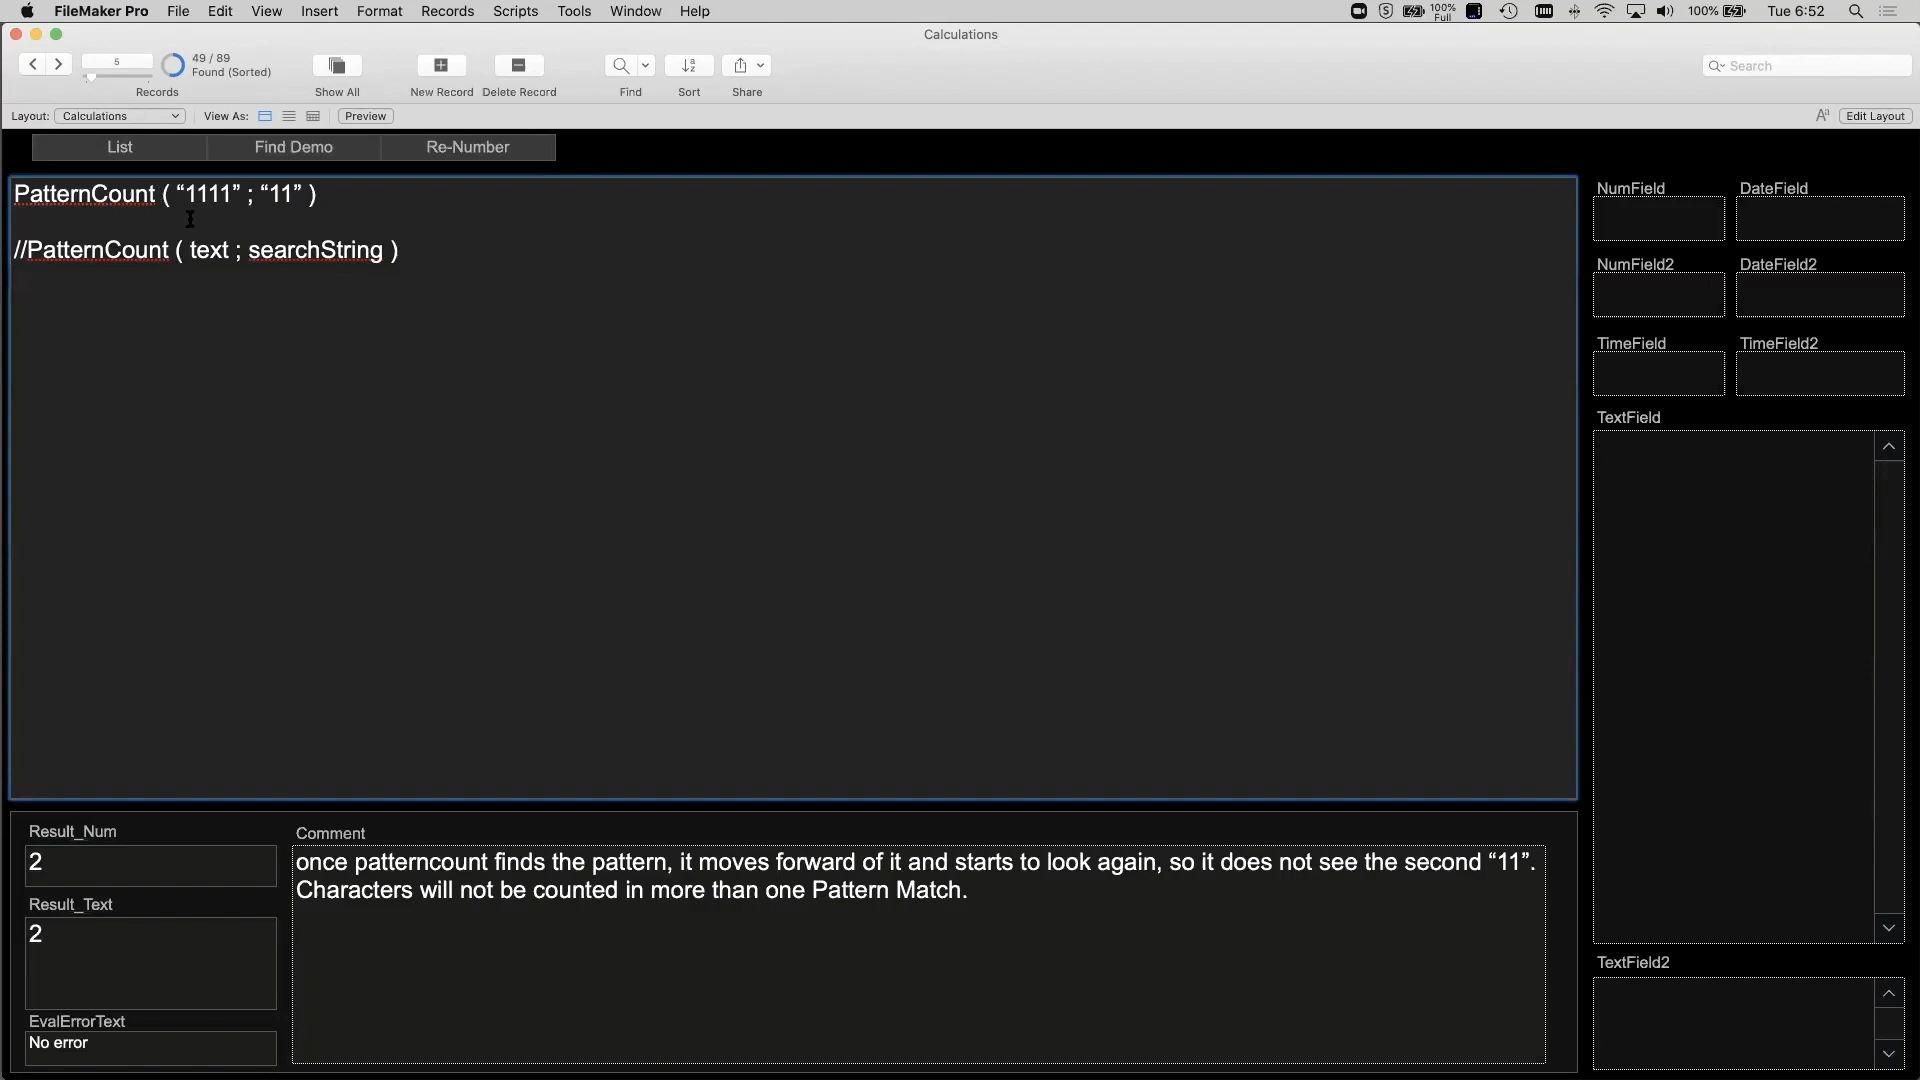 FileMaker Pro File Edit View Insert Format Records Scripts Tools Window Help 100% Full 100% Tue 6:52
Calculations
5 49 / 89 Found (Sorted)
Records Show All New Record Delete Record Find Sort Share
Search
Layout: Calculations View As: Preview Aa Edit Layout
List Find Demo Re-Number
PatternCount ( “1111” ; “11” )
//PatternCount ( text ; searchString )
NumField DateField
NumField2 DateField2
TimeField TimeField2
TextField
TextField2
Result_Num
2
Result_Text
2
EvalErrorText
No error
Comment
once patterncount finds the pattern, it moves forward of it and starts to look again, so it does not see the second “11”.
Characters will not be counted in more than one Pattern Match.